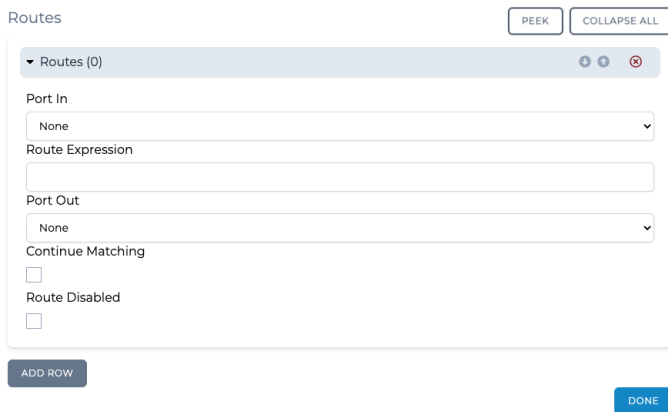 Routes
PEEK
COLLAPSE ALL
Routes (0)
Port In
None
Route Expression
Port Out
None
Continue Matching
Route Disabled
ADD ROW
DONE